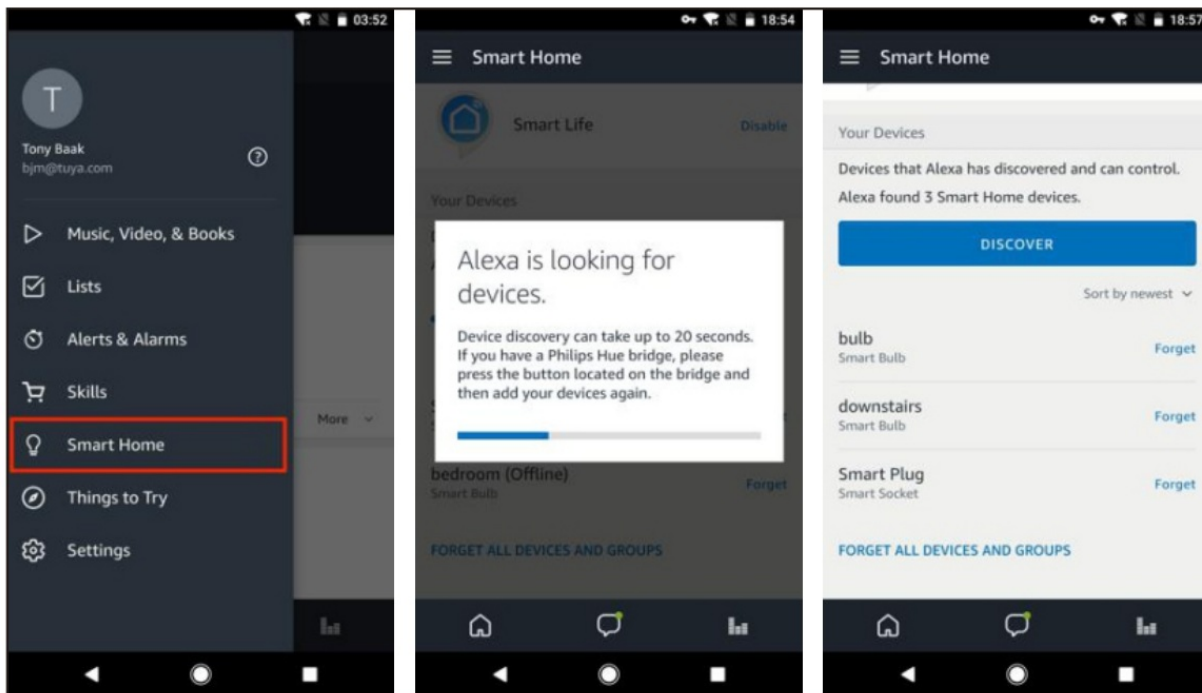 03:52
T
Tony Baak
bjm@tuya.com
Music, Video, & Books
Lists
Alerts & Alarms
Skills
More
Smart Home
Things to Try
Settings
18:54
Smart Home
Smart Life
Disable
Your Devices
Alexa is looking for
devices.
Device discovery can take up to 20 seconds.
If you have a Philips Hue bridge, please
press the button located on the bridge and
then add your devices again.
bedroom (Offline)
Smart Bulb
Forget
FORGET ALL DEVICES AND GROUPS
18:57
Smart Home
Your Devices
Devices that Alexa has discovered and can control.
Alexa found 3 Smart Home devices.
DISCOVER
Sort by newest
bulb
Smart Bulb
Forget
downstairs
Smart Bulb
Forget
Smart Plug
Smart Socket
Forget
FORGET ALL DEVICES AND GROUPS